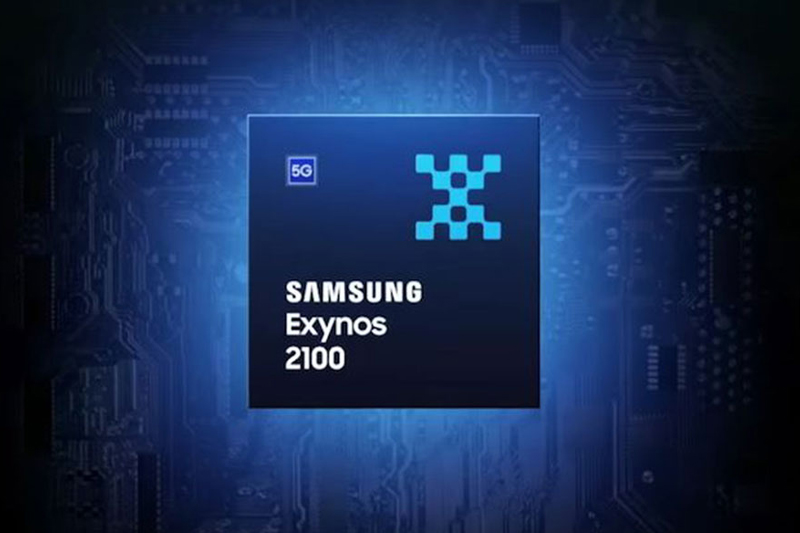 5G
SAMSUNG
Exynos
2100